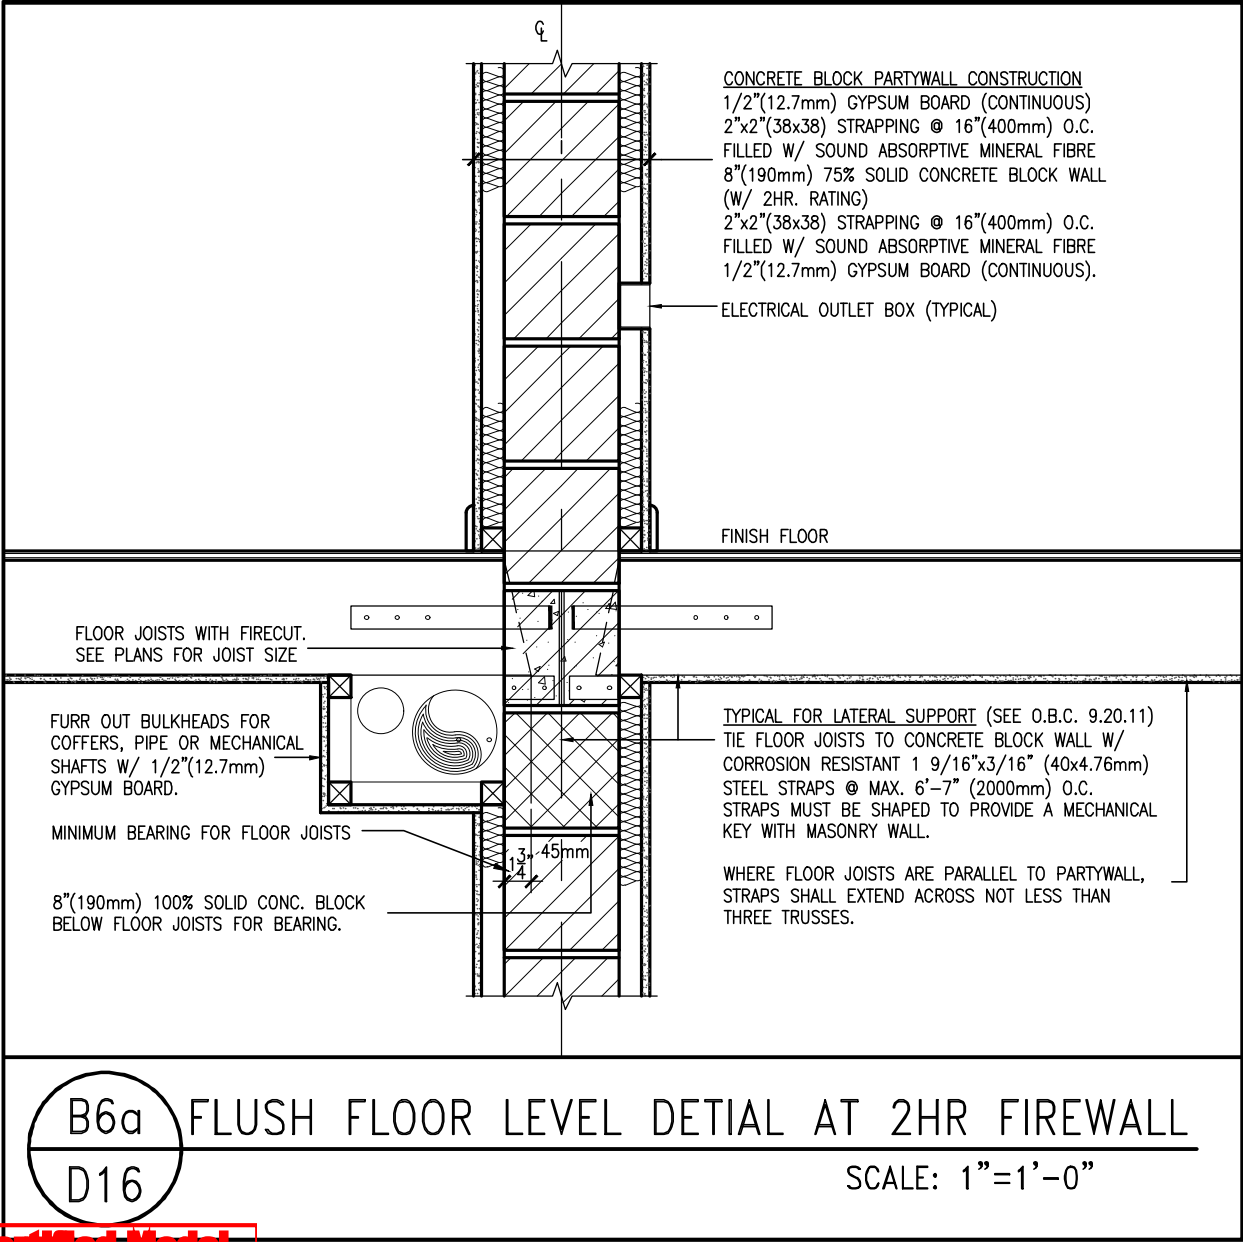 ℄
CONCRETE BLOCK PARTYWALL CONSTRUCTION
1/2"(12.7mm) GYPSUM BOARD (CONTINUOUS)
2"x2"(38x38) STRAPPING @ 16"(400mm) O.C.
FILLED W/ SOUND ABSORPTIVE MINERAL FIBRE
8"(190mm) 75% SOLID CONCRETE BLOCK WALL
(W/ 2HR. RATING)
2"x2"(38x38) STRAPPING @ 16"(400mm) O.C.
FILLED W/ SOUND ABSORPTIVE MINERAL FIBRE
1/2"(12.7mm) GYPSUM BOARD (CONTINUOUS).
ELECTRICAL OUTLET BOX (TYPICAL)
FINISH FLOOR
FLOOR JOISTS WITH FIRECUT.
SEE PLANS FOR JOIST SIZE
FURR OUT BULKHEADS FOR
COFFERS, PIPE OR MECHANICAL
SHAFTS W/ 1/2"(12.7mm)
GYPSUM BOARD.
MINIMUM BEARING FOR FLOOR JOISTS
1 3/4" 45mm
8"(190mm) 100% SOLID CONC. BLOCK
BELOW FLOOR JOISTS FOR BEARING.
TYPICAL FOR LATERAL SUPPORT (SEE O.B.C. 9.20.11)
TIE FLOOR JOISTS TO CONCRETE BLOCK WALL W/
CORROSION RESISTANT 1 9/16"x3/16" (40x4.76mm)
STEEL STRAPS @ MAX. 6'-7" (2000mm) O.C.
STRAPS MUST BE SHAPED TO PROVIDE A MECHANICAL
KEY WITH MASONRY WALL.
WHERE FLOOR JOISTS ARE PARALLEL TO PARTYWALL,
STRAPS SHALL EXTEND ACROSS NOT LESS THAN
THREE TRUSSES.
B6a
D16
FLUSH FLOOR LEVEL DETIAL AT 2HR FIREWALL
SCALE: 1"=1'-0"